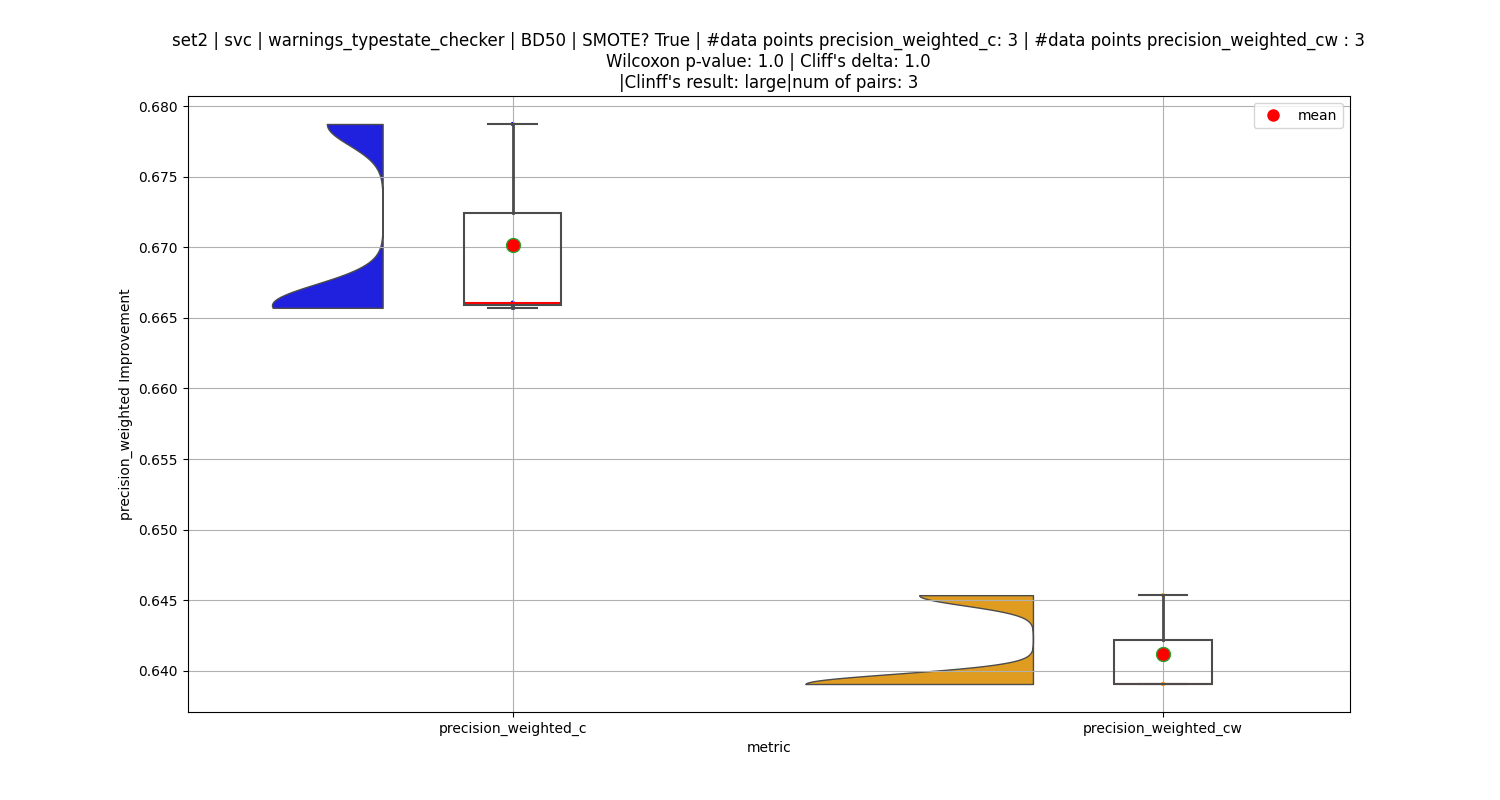 set2 | svc | warnings_typestate_checker | BD50 | SMOTE? True | #data points precision_weighted_c: 3 | #data points precision_weighted_cw : 3
Wilcoxon p-value: 1.0 | Cliff's delta: 1.0
|Clinff's result: large|num of pairs: 3
mean
0.680
0.675
0.670
0.665
0.660
0.655
0.650
0.645
0.640
precision_weighted Improvement
precision_weighted_c
precision_weighted_cw
metric